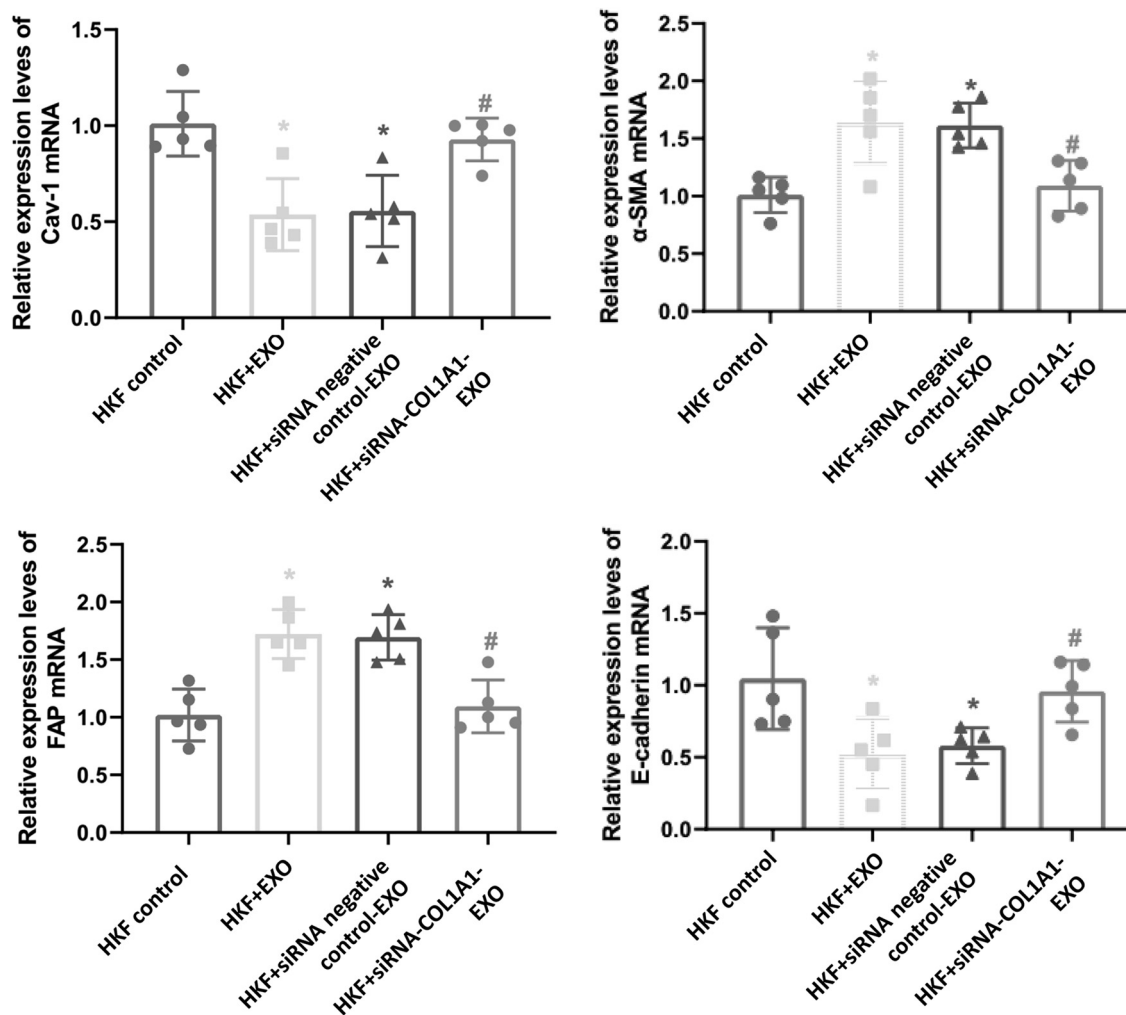 Relative expression leves of
Cav-1 mRNA
1.5
1.0
0.5
0.0
*
*
#
HKF control
HKF+EXO
HKF+siRNA negative
control-EXO
HKF+siRNA-COL1A1-
EXO
Relative expression leves of
α-SMA mRNA
2.5
2.0
1.5
1.0
0.5
0.0
*
*
#
HKF control
HKF+EXO
HKF+siRNA negative
control-EXO
HKF+siRNA-COL1A1-
EXO
Relative expression leves of
FAP mRNA
2.5
2.0
1.5
1.0
0.5
0.0
*
*
#
HKF control
HKF+EXO
HKF+siRNA negative
control-EXO
HKF+siRNA-COL1A1-
EXO
Relative expression leves of
E-cadherin mRNA
2.0
1.5
1.0
0.5
0.0
*
*
#
HKF control
HKF+EXO
HKF+siRNA negative
control-EXO
HKF+siRNA-COL1A1-
EXO